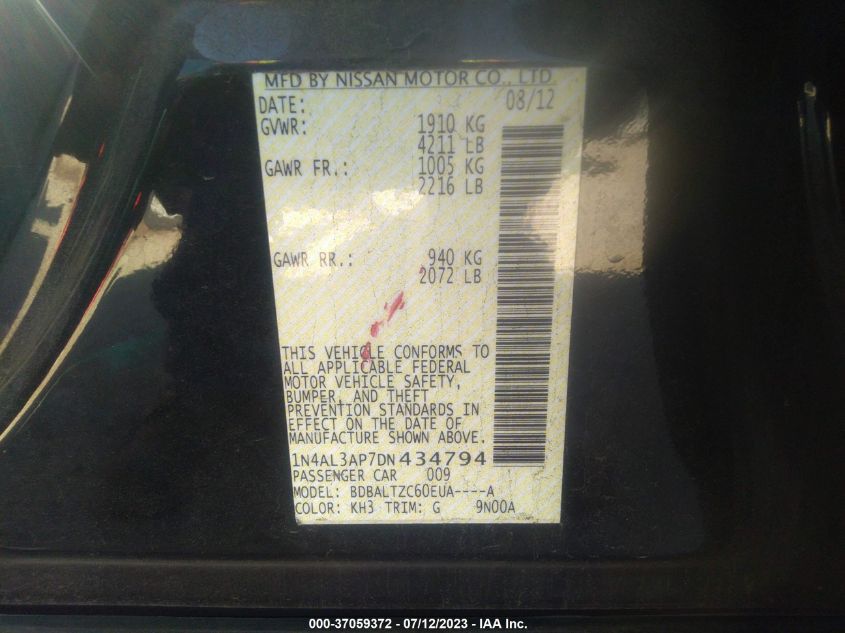 MFD BY NISSAN MOTOR CO., LTD.
DATE: 08/12
GVWR: 1910 KG
4211 LB
GAWR FR.: 1005 KG
2216 LB
GAWR RR.: 940 KG
2072 LB
THIS VEHICLE CONFORMS TO
ALL APPLICABLE FEDERAL
MOTOR VEHICLE SAFETY,
BUMPER, AND THEFT
PREVENTION STANDARDS IN
EFFECT ON THE DATE OF
MANUFACTURE SHOWN ABOVE.
1N4AL3AP7DN434794
PASSENGER CAR 009
MODEL: BDBALTZC60EUA----A
COLOR: KH3 TRIM: G 9N00A
000-37059372 - 07/12/2023 - IAA Inc.